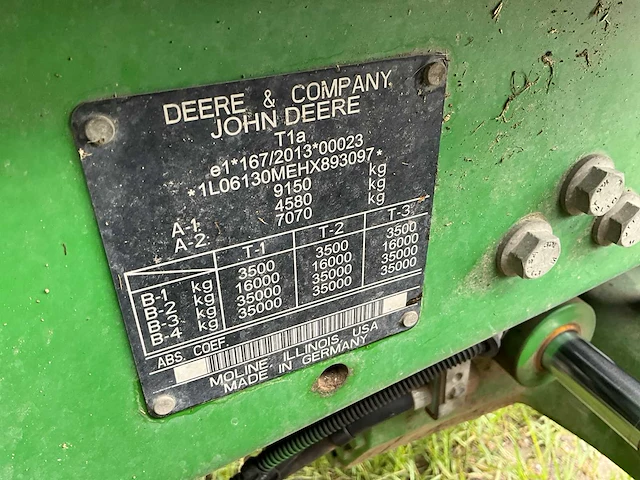 DEERE & COMPANY
JOHN DEERE
T1a
e1*167/2013*00023
*1L06130MEHX893097*
9150 kg
A-1: 4580 kg
A-2: 7070 kg
T-1 T-2 T-3
B-1 kg 3500 3500 3500
B-2 kg 16000 16000 16000
B-3 kg 35000 35000 35000
B-4 kg 35000 35000 35000
ABS. COEF.
MOLINE, ILLINOIS USA
MADE IN GERMANY